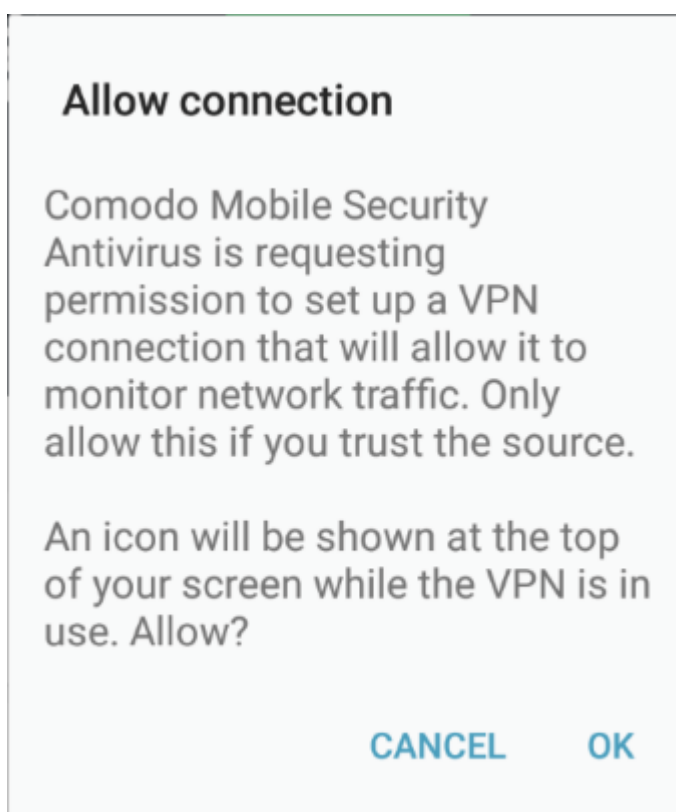 Allow connection
Comodo Mobile Security
Antivirus is requesting
permission to set up a VPN
connection that will allow it to
monitor network traffic. Only
allow this if you trust the source.
An icon will be shown at the top
of your screen while the VPN is in
use. Allow?
CANCEL OK